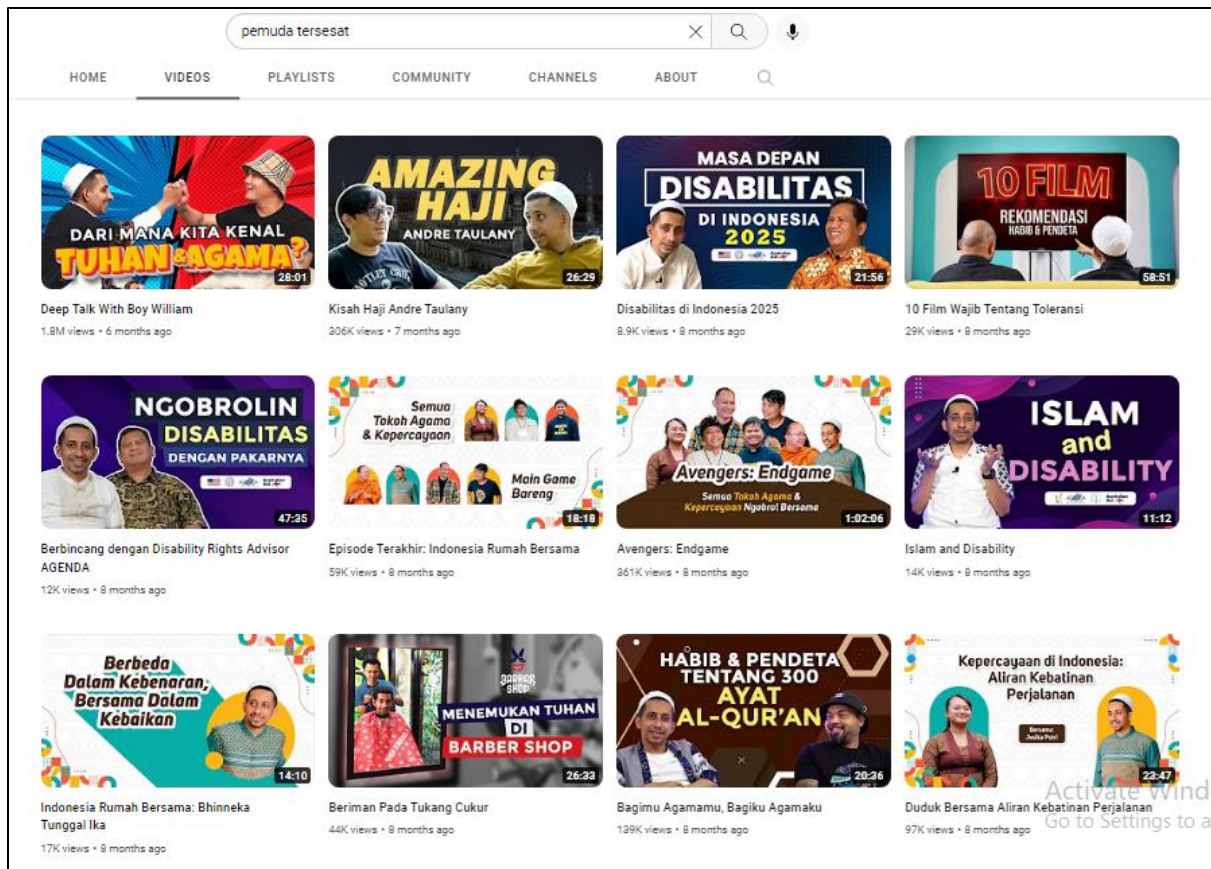 pemuda tersesat
HOME VIDEOS PLAYLISTS COMMUNITY CHANNELS ABOUT
DARI MANA KITA KENAL
TUHAN & AGAMA?
28:01
Deep Talk With Boy William
1.8M views • 6 months ago
AMAZING
HAJI
ANDRE TAULANY
26:29
Kisah Haji Andre Taulany
306K views • 7 months ago
MASA DEPAN
DISABILITAS
DI INDONESIA
2025
21:56
Disabilitas di Indonesia 2025
8.9K views • 8 months ago
10 FILM
REKOMENDASI
HABIB & PENDETA
58:51
10 Film Wajib Tentang Toleransi
29K views • 8 months ago
NGOBROLIN
DISABILITAS
DENGAN PAKARNYA
47:35
Berbincang dengan Disability Rights Advisor
AGENDA
12K views • 8 months ago
Semua
Tokoh Agama
& Kepercayaan
Main Game
Bareng
18:18
Episode Terakhir: Indonesia Rumah Bersama
59K views • 8 months ago
Avengers: Endgame
Semua Tokoh Agama &
Kepercayaan Ngobrol Bersama
1:02:06
Avengers: Endgame
361K views • 8 months ago
ISLAM
and
DISABILITY
11:12
Islam and Disability
14K views • 8 months ago
Berbeda
Dalam Kebenaran,
Bersama Dalam
Kebaikan
14:10
Indonesia Rumah Bersama: Bhinneka
Tunggal Ika
17K views • 8 months ago
BARBAR
SHOP
MENEMUKAN TUHAN
DI
BARBER SHOP
26:33
Beriman Pada Tukang Cukur
44K views • 8 months ago
HABIB & PENDETA
TENTANG 300
AYAT
AL-QUR'AN
20:36
Bagimu Agamamu, Bagiku Agamaku
139K views • 8 months ago
Kepercayaan di Indonesia:
Aliran Kebatinan
Perjalanan
Bersama:
Jesika Putri
23:47
Duduk Bersama Aliran Kebatinan Perjalanan
97K views • 8 months ago
Activate Wind
Go to Settings to a